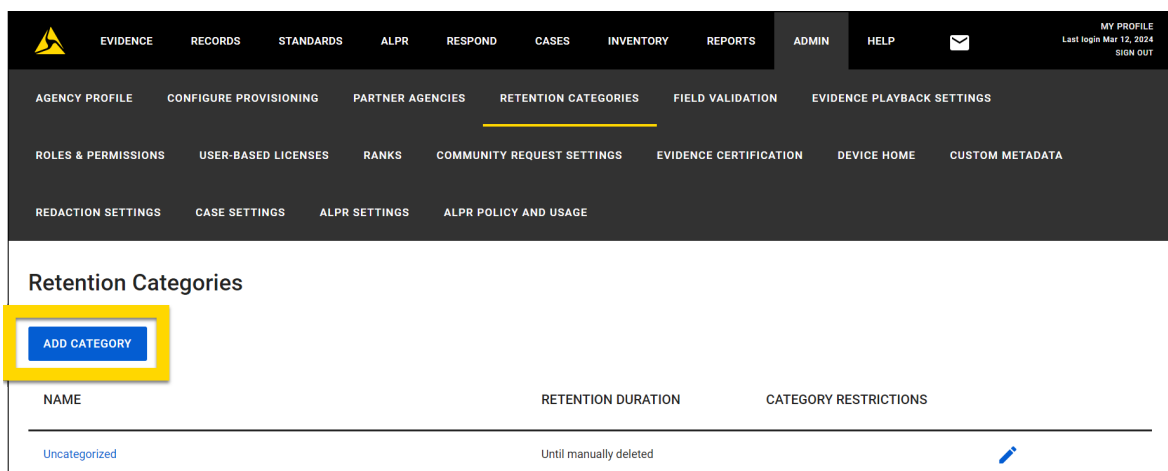 EVIDENCE RECORDS STANDARDS ALPR RESPOND CASES INVENTORY REPORTS ADMIN HELP
MY PROFILE
Last login Mar 12, 2024
SIGN OUT
AGENCY PROFILE CONFIGURE PROVISIONING PARTNER AGENCIES RETENTION CATEGORIES FIELD VALIDATION EVIDENCE PLAYBACK SETTINGS
ROLES & PERMISSIONS USER-BASED LICENSES RANKS COMMUNITY REQUEST SETTINGS EVIDENCE CERTIFICATION DEVICE HOME CUSTOM METADATA
REDACTION SETTINGS CASE SETTINGS ALPR SETTINGS ALPR POLICY AND USAGE
Retention Categories
ADD CATEGORY
NAME RETENTION DURATION CATEGORY RESTRICTIONS
Uncategorized Until manually deleted